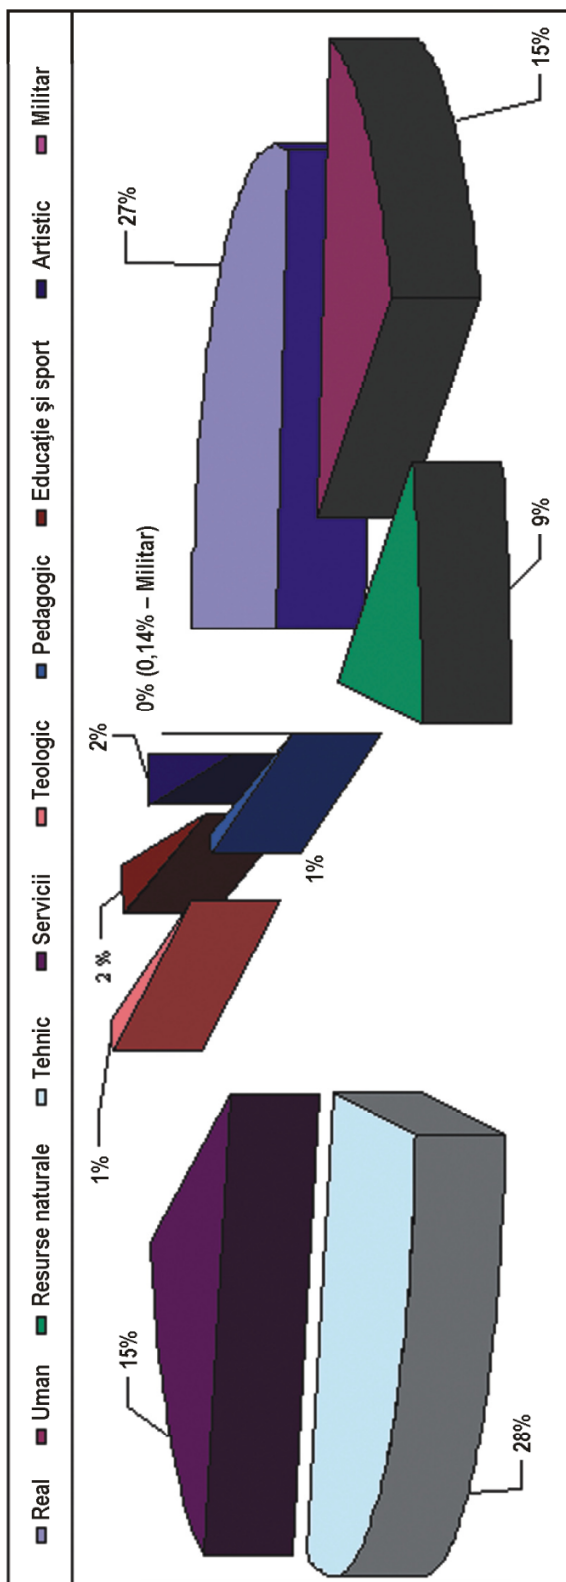 Real
Uman
Resurse naturale
Tehnic
Servicii
Teologic
Pedagogic
Educaţie şi sport
Artistic
Militar
15%
1%
2 %
2%
0% (0,14% – Militar)
27%
28%
1%
9%
15%